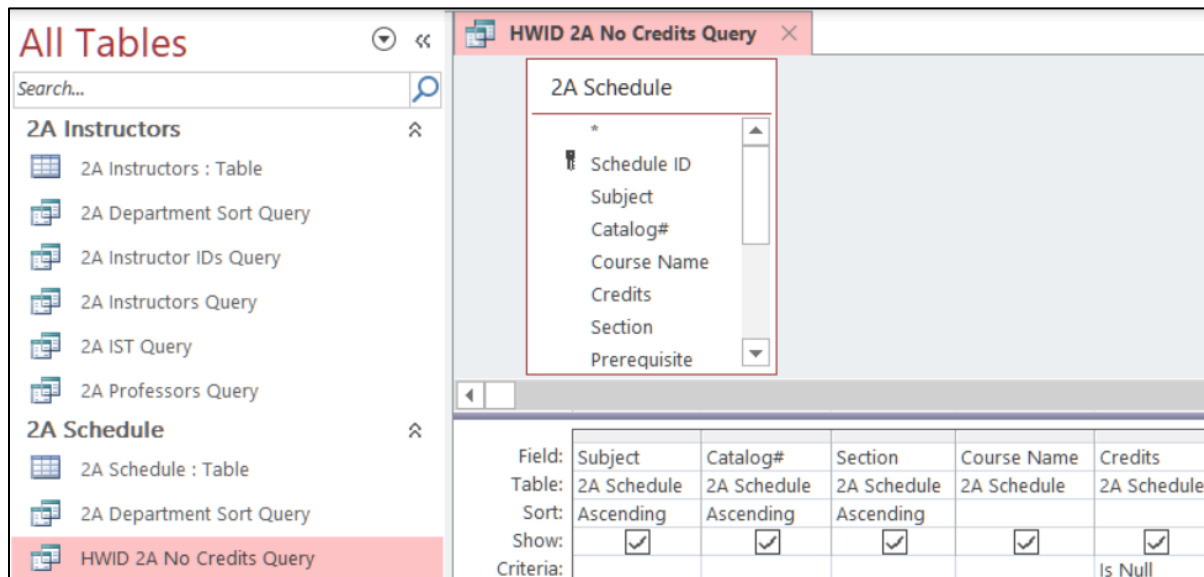 All Tables
Search...
2A Instructors
2A Instructors : Table
2A Department Sort Query
2A Instructor IDs Query
2A Instructors Query
2A IST Query
2A Professors Query
2A Schedule
2A Schedule : Table
2A Department Sort Query
HWID 2A No Credits Query
HWID 2A No Credits Query
2A Schedule
*
Schedule ID
Subject
Catalog#
Course Name
Credits
Section
Prerequisite
Field: Subject Catalog# Section Course Name Credits
Table: 2A Schedule 2A Schedule 2A Schedule 2A Schedule 2A Schedule
Sort: Ascending Ascending Ascending
Show:
Criteria: Is Null